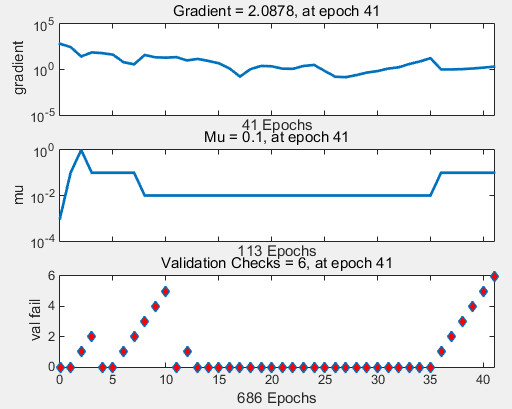 Gradient = 2.0878, at epoch 41
10^5
10^0
10^-5
gradient
41 Epochs
Mu = 0.1, at epoch 41
10^0
10^-2
10^-4
mu
113 Epochs
Validation Checks = 6, at epoch 41
6
4
2
0
val fail
0 5 10 15 20 25 30 35 40
686 Epochs